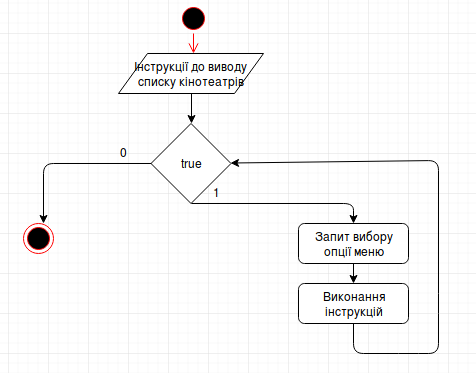 Інструкції до виводу
списку кінотеатрів
0
true
1
Запит вибору
опції меню
Виконання
інструкцій